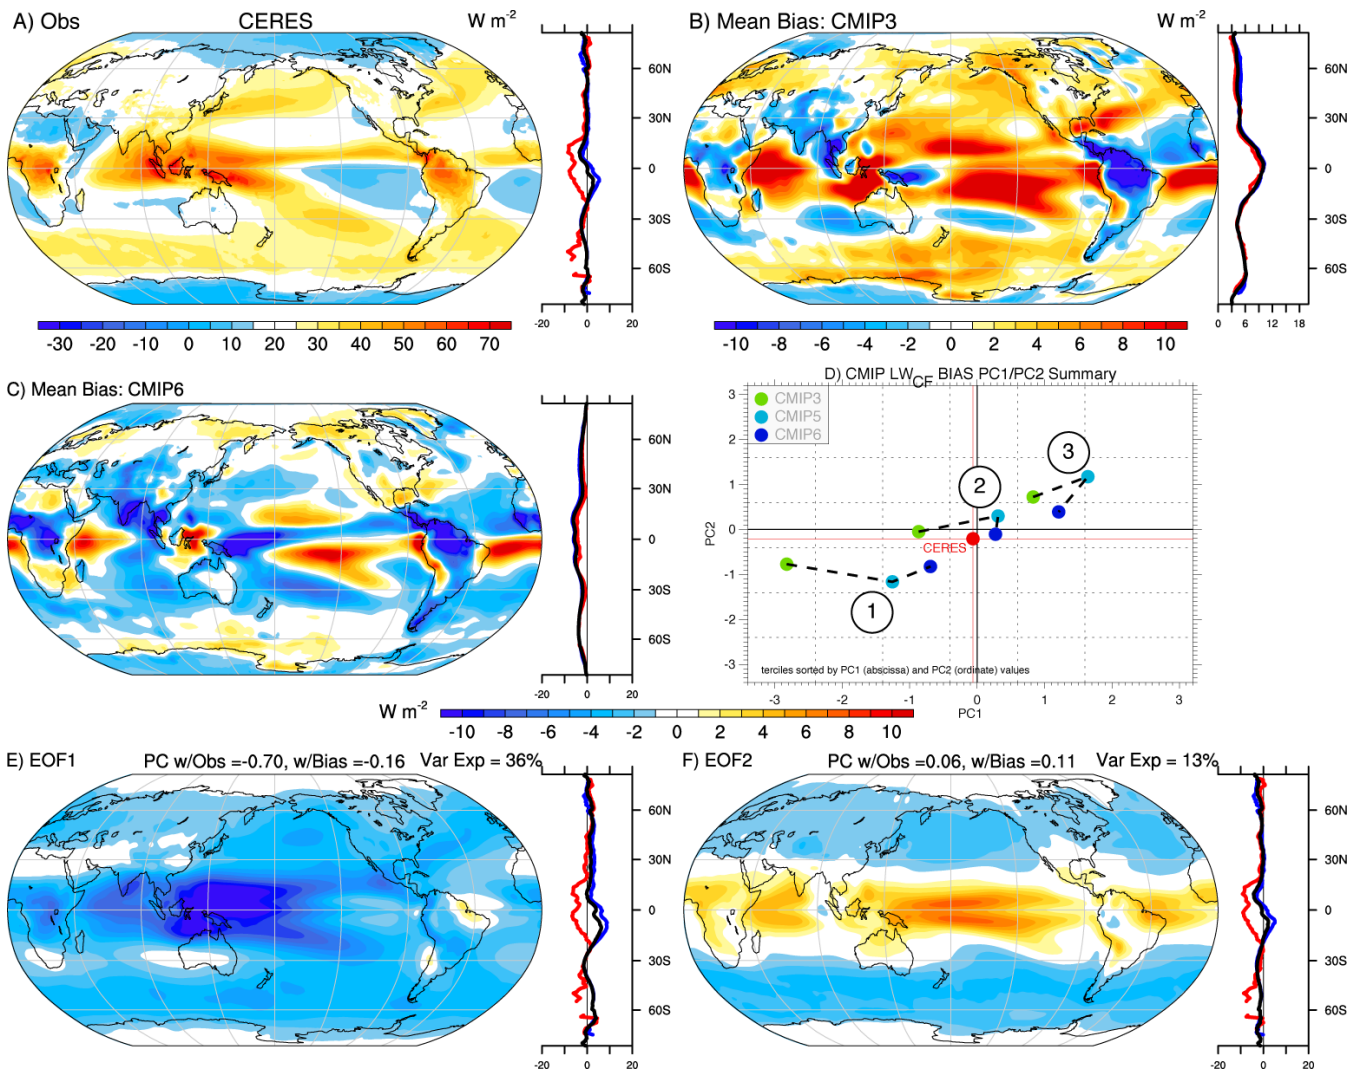 A) Obs CERES W m-2
60N
30N
0
30S
60S
-20 0 20
-30 -20 -10 0 10 20 30 40 50 60 70
B) Mean Bias: CMIP3 W m-2
60N
30N
0
30S
60S
0 6 12 18
-10 -8 -6 -4 -2 0 2 4 6 8 10
C) Mean Bias: CMIP6
60N
30N
0
30S
60S
-20 0
D) CMIP LWCF BIAS PC1/PC2 Summary
CMIP3
CMIP5
CMIP6
3
2
1
0
-1
-2
-3
PC2
3
2
1
CERES
terciles sorted by PC1 (abscissa) and PC2 (ordinate) values
-3 -2 -1 0 1 2 3
PC1
W m-2
-10 -8 -6 -4 -2 0 2 4 6 8 10
E) EOF1 PC w/Obs =-0.70, w/Bias =-0.16 Var Exp = 36%
60N
30N
0
30S
60S
-20 0 20
F) EOF2 PC w/Obs =0.06, w/Bias =0.11 Var Exp = 13%
60N
30N
0
30S
60S
-20 0 20